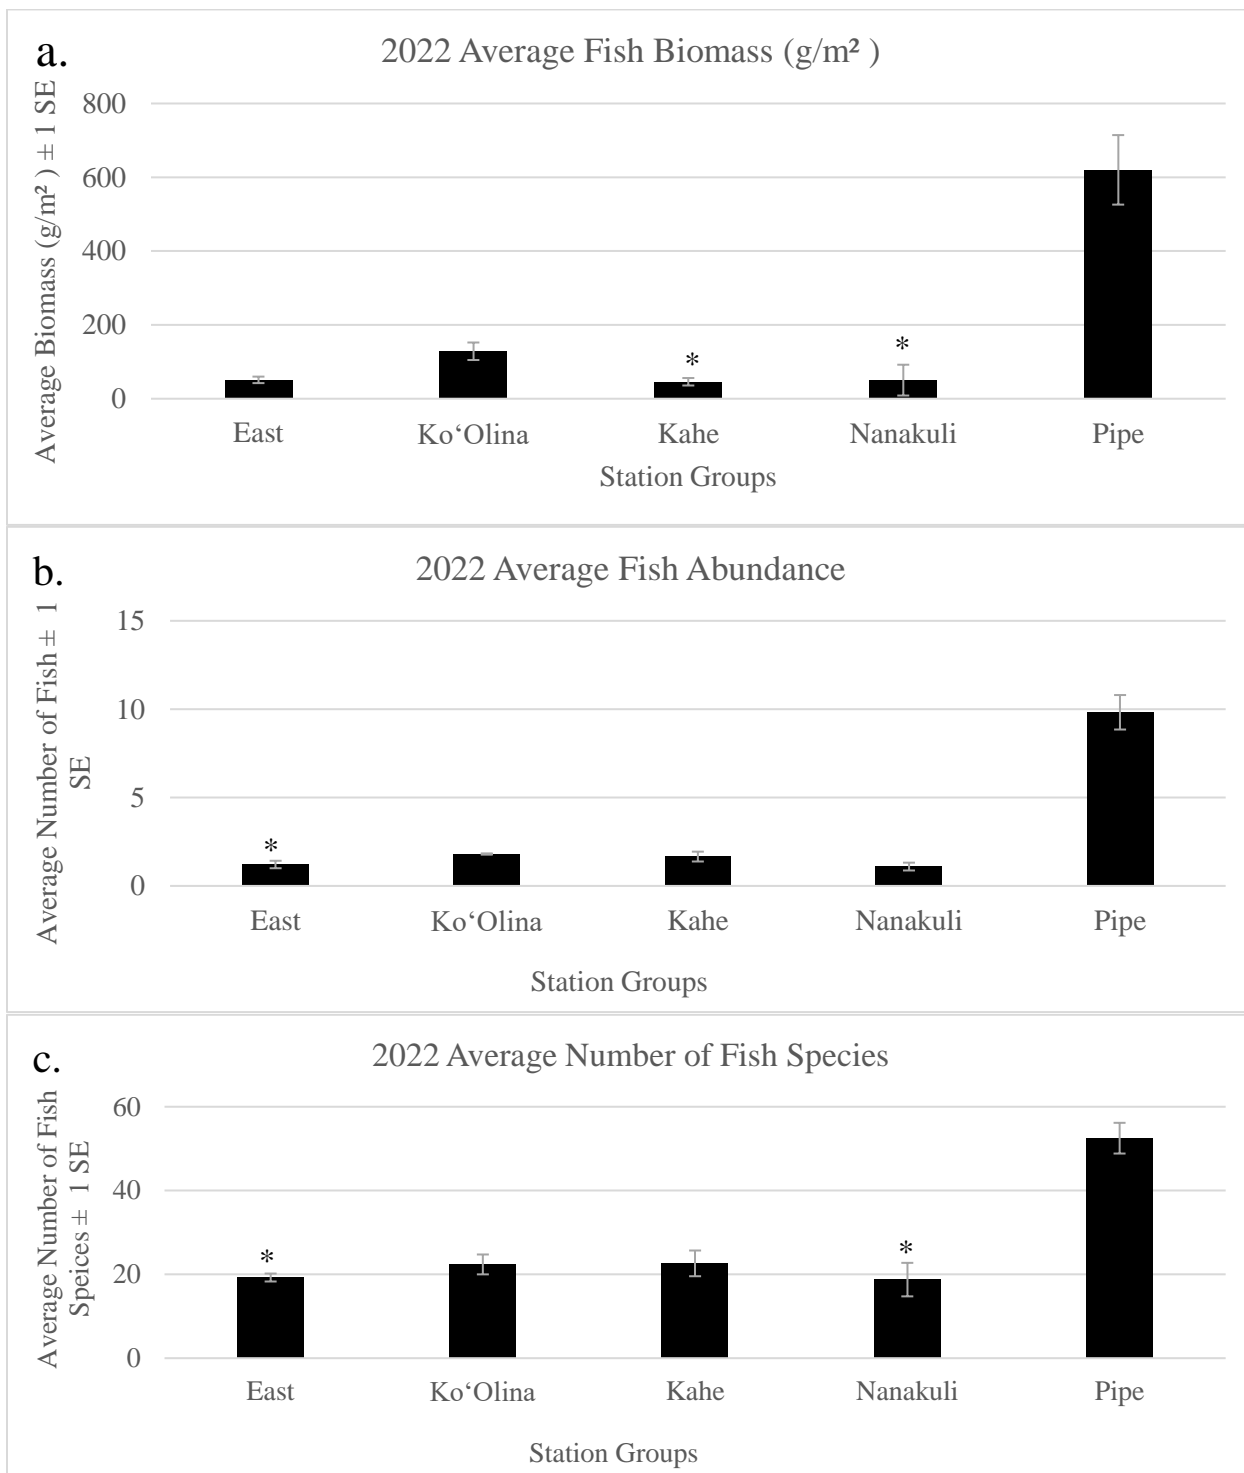 a.
2022 Average Fish Biomass (g/m² )
Average Biomass (g/m² ) ± 1 SE
800
600
400
200
0
*
*
East Ko‘Olina Kahe Nanakuli Pipe
Station Groups
b.
2022 Average Fish Abundance
Average Number of Fish ± 1
SE
15
10
5
0
*
East Ko‘Olina Kahe Nanakuli Pipe
Station Groups
c.
2022 Average Number of Fish Species
Average Number of Fish
Speices ± 1 SE
60
40
20
0
*
*
East Ko‘Olina Kahe Nanakuli Pipe
Station Groups